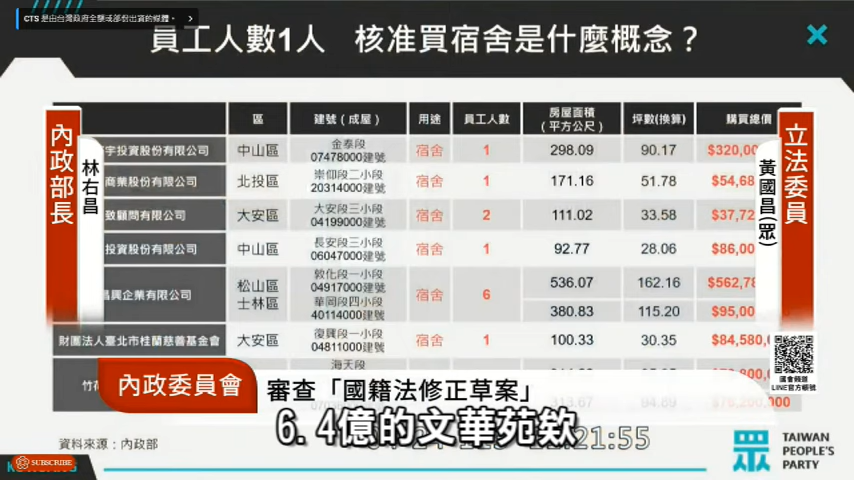 CTS 是由台灣政府全額或部份出資的媒體。
員工人數1人 核准買宿舍是什麼概念？
區 建號（成屋） 用途 員工人數 房屋面積（平方公尺） 坪數(換算) 購買總價
宇投資股份有限公司 中山區 金泰段 07478000建號 宿舍 1 298.09 90.17 $320,00
商業股份有限公司 北投區 崇仰段二小段 20314000建號 宿舍 1 171.16 51.78 $54,68
致顧問有限公司 大安區 大安段三小段 04199000建號 宿舍 2 111.02 33.58 $37,72
投資股份有限公司 中山區 長安段三小段 06047000建號 宿舍 1 92.77 28.06 $86,00
昌興企業有限公司 松山區 士林區 敦化段一小段 04917000建號 華岡段四小段 40114000建號 宿舍 6 536.07 162.16 $562,78
380.83 115.20 $95,00
財團法人臺北市桂蘭慈善基金會 大安區 復興段一小段 04811000建號 宿舍 1 100.33 30.35 $84,580,
竹 海天段
內政部長
林右昌
立法委員
黃國昌(眾)
LINE官方帳號
內政委員會
審查「國籍法修正草案」
6.4億的文華苑欸
21:55
資料來源：內政部
SUBSCRIBE
眾
TAIWAN
PEOPLE'S
PARTY